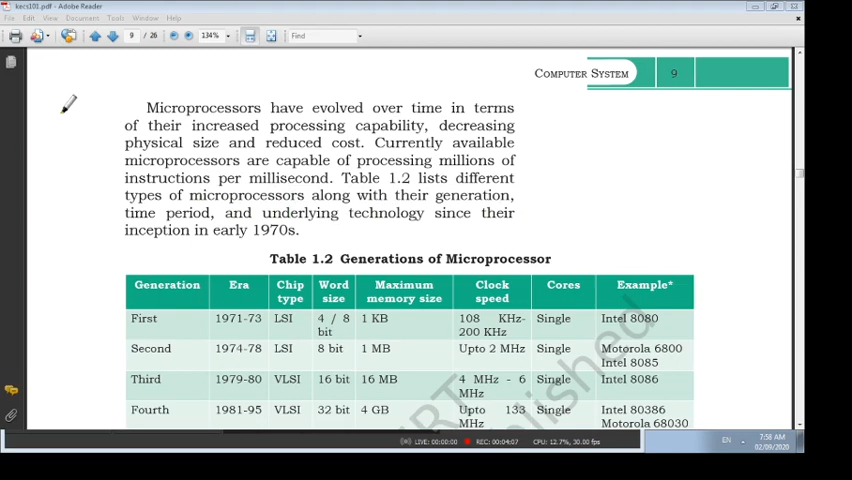 kecs101.pdf - Adobe Reader
File Edit View Document Tools Window Help
9 / 26 134% Find
COMPUTER SYSTEM 9
Microprocessors have evolved over time in terms
of their increased processing capability, decreasing
physical size and reduced cost. Currently available
microprocessors are capable of processing millions of
instructions per millisecond. Table 1.2 lists different
types of microprocessors along with their generation,
time period, and underlying technology since their
inception in early 1970s.
Table 1.2 Generations of Microprocessor
Generation Era Chip type Word size Maximum memory size Clock speed Cores Example*
First 1971-73 LSI 4 / 8 bit 1 KB 108 KHz- 200 KHz Single Intel 8080
Second 1974-78 LSI 8 bit 1 MB Upto 2 MHz Single Motorola 6800 Intel 8085
Third 1979-80 VLSI 16 bit 16 MB 4 MHz - 6 MHz Single Intel 8086
Fourth 1981-95 VLSI 32 bit 4 GB Upto 133 MHz Single Intel 80386 Motorola 68030
LIVE: 00:00:00 REC: 00:04:07 CPU: 12.7%, 30.00 fps
EN 7:58 AM
02/09/2020